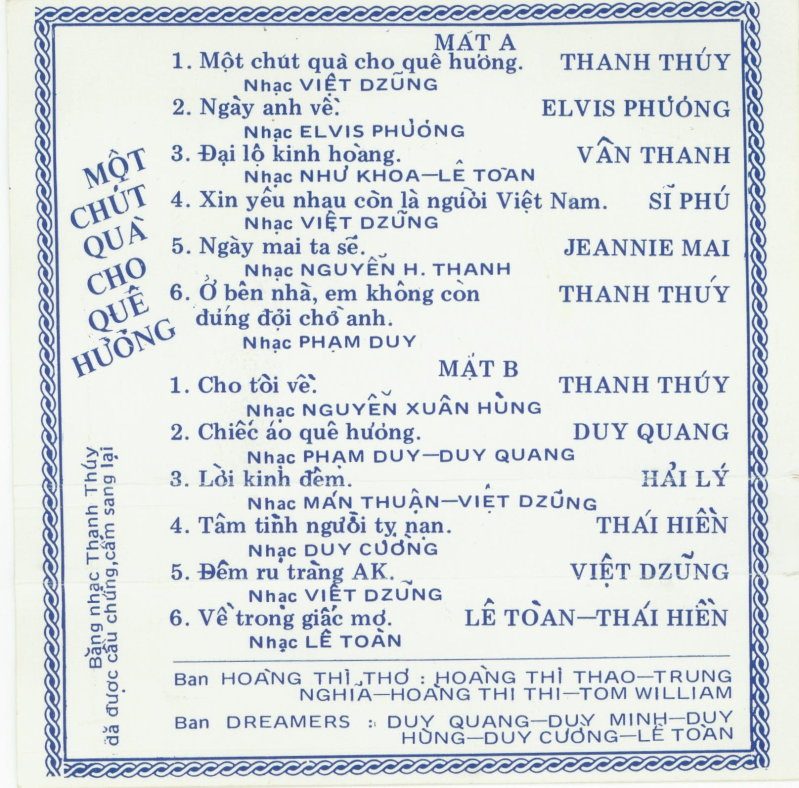 MẶT A
1. Một chút quà cho quê hương. THANH THÚY
Nhạc VIỆT DZŨNG
2. Ngày anh về. ELVIS PHƯƠNG
Nhạc ELVIS PHƯƠNG
3. Đại lộ kinh hoàng. VÂN THANH
Nhạc NHƯ KHOA—LÊ TOÀN
4. Xin yêu nhau còn là người Việt Nam. SĨ PHÚ
Nhạc VIỆT DZŨNG
5. Ngày mai ta sẽ. JEANNIE MAI
Nhạc NGUYỄN H. THANH
6. Ở bên nhà, em không còn THANH THÚY
đứng đợi chờ anh.
Nhạc PHẠM DUY
MẶT B
1. Cho tôi về. THANH THÚY
Nhạc NGUYỄN XUÂN HÙNG
2. Chiếc áo quê hương. DUY QUANG
Nhạc PHẠM DUY—DUY QUANG
3. Lời kinh đêm. HẢI LÝ
Nhạc MẪN THUẬN—VIỆT DZŨNG
4. Tâm tình người tỵ nạn. THÁI HIỀN
Nhạc DUY CƯỜNG
5. Đêm ru tràng AK. VIỆT DZŨNG
Nhạc VIỆT DZŨNG
6. Về trong giấc mơ. LÊ TOÀN—THÁI HIỀN
Nhạc LÊ TOÀN
Ban HOÀNG THI THƠ : HOÀNG THI THAO—TRUNG
NGHĨA—HOÀNG THI THI—TOM WILLIAM
Ban DREAMERS : DUY QUANG—DUY MINH—DUY
HÙNG—DUY CƯỜNG—LÊ TOÀN
MỘT
CHÚT
QUÀ
CHO
QUÊ
HƯƠNG
Băng nhạc Thanh Thúy
đã được cầu chứng,cấm sang lại